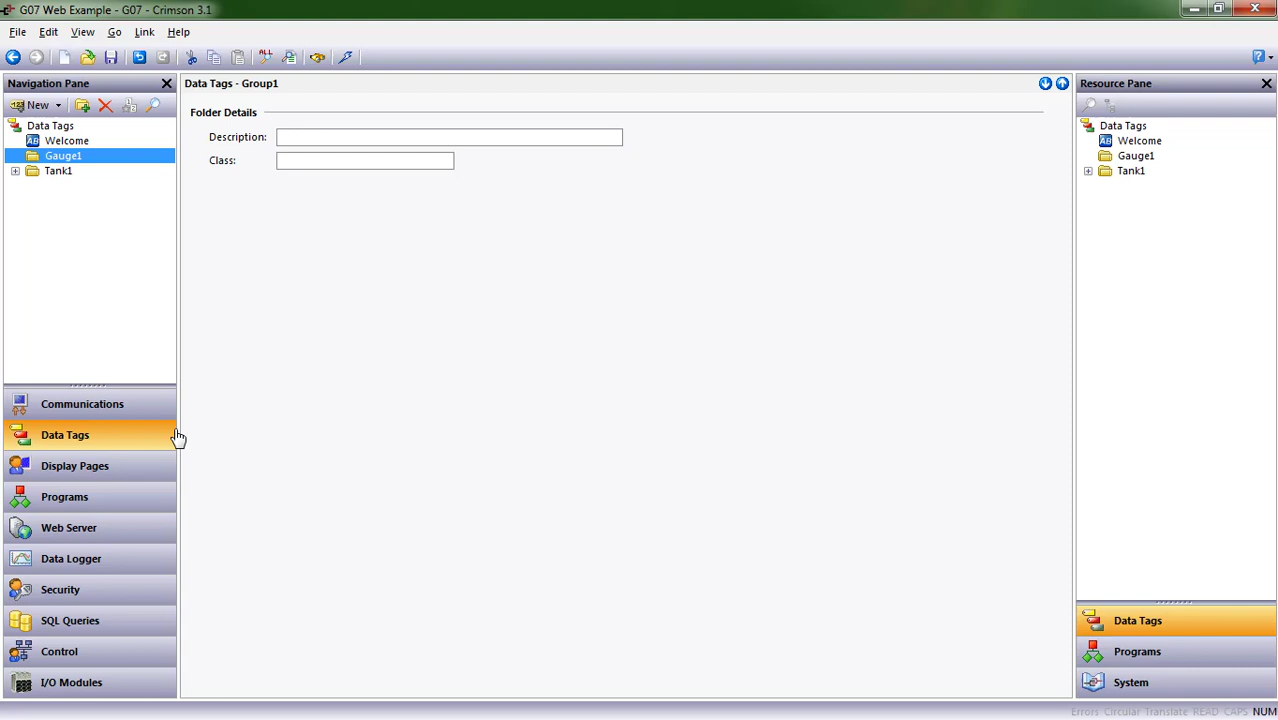 G07 Web Example - G07 - Crimson 3.1
File Edit View Go Link Help
ALL
Navigation Pane
New
Data Tags
Welcome
Gauge1
Tank1
Communications
Data Tags
Display Pages
Programs
Web Server
Data Logger
Security
SQL Queries
Control
I/O Modules
Data Tags - Group1
Folder Details
Description:
Class:
Resource Pane
Data Tags
Welcome
Gauge1
Tank1
Data Tags
Programs
System
Errors Circular Translate READ CAPS NUM